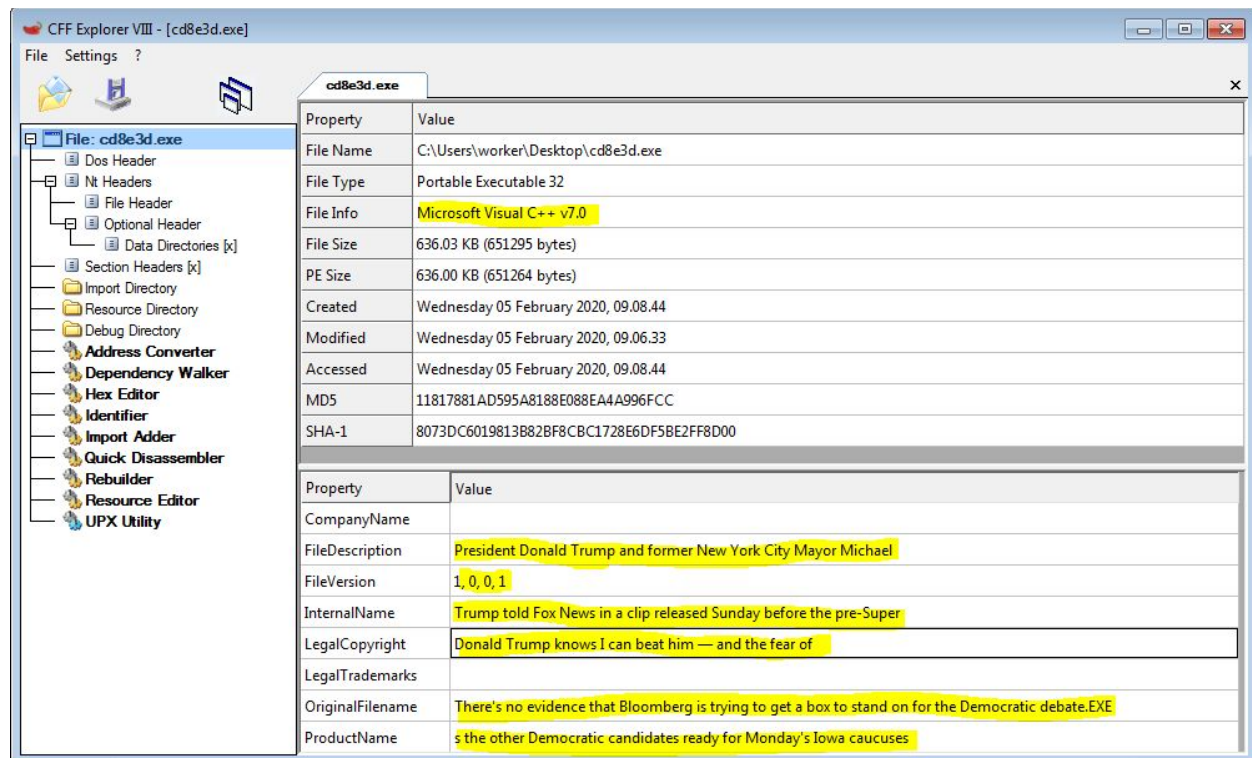 CFF Explorer VIII - [cd8e3d.exe]
File Settings ?
cd8e3d.exe
Property Value
File Name C:\Users\worker\Desktop\cd8e3d.exe
File Type Portable Executable 32
File Info Microsoft Visual C++ v7.0
File Size 636.03 KB (651295 bytes)
PE Size 636.00 KB (651264 bytes)
Created Wednesday 05 February 2020, 09.08.44
Modified Wednesday 05 February 2020, 09.06.33
Accessed Wednesday 05 February 2020, 09.08.44
MD5 11817881AD595A8188E088EA4A996FCC
SHA-1 8073DC6019813B82BF8CBC1728E6DF5BE2FF8D00
Property Value
CompanyName
FileDescription President Donald Trump and former New York City Mayor Michael
FileVersion 1, 0, 0, 1
InternalName Trump told Fox News in a clip released Sunday before the pre-Super
LegalCopyright Donald Trump knows I can beat him — and the fear of
LegalTrademarks
OriginalFilename There's no evidence that Bloomberg is trying to get a box to stand on for the Democratic debate.EXE
ProductName s the other Democratic candidates ready for Monday's Iowa caucuses
File: cd8e3d.exe
Dos Header
Nt Headers
File Header
Optional Header
Data Directories [x]
Section Headers [x]
Import Directory
Resource Directory
Debug Directory
Address Converter
Dependency Walker
Hex Editor
Identifier
Import Adder
Quick Disassembler
Rebuilder
Resource Editor
UPX Utility